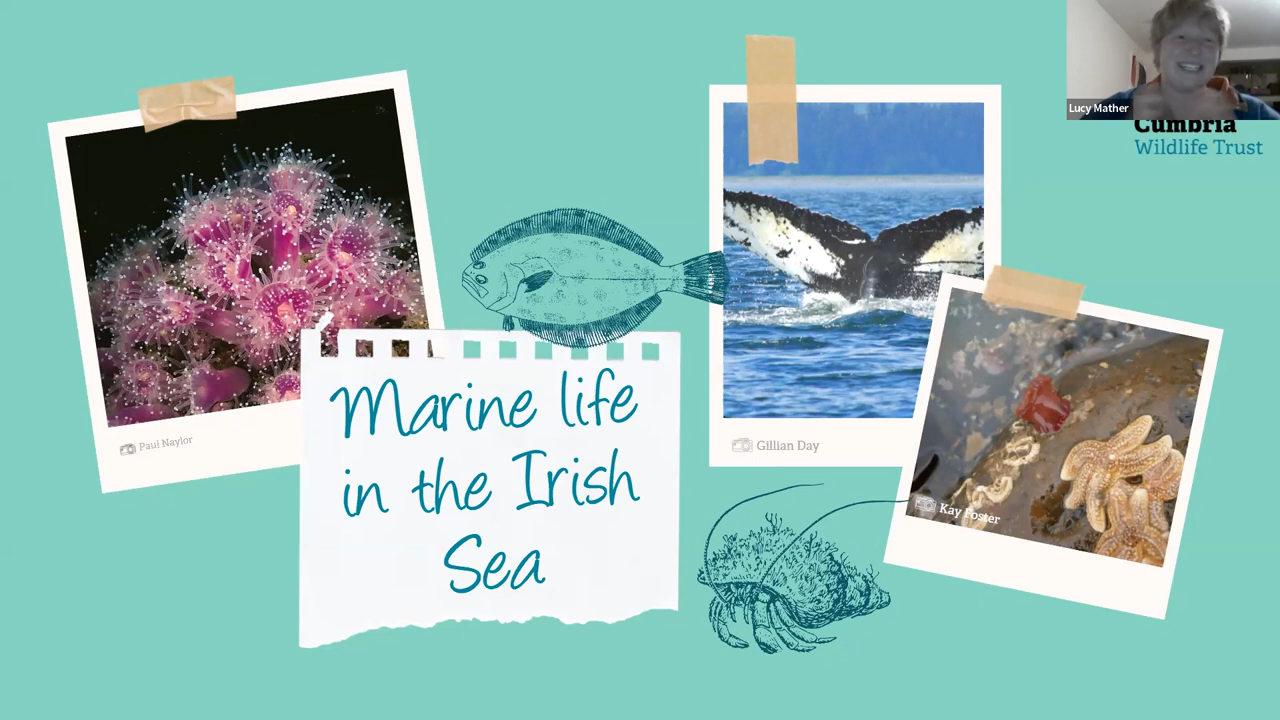 Lucy Mather
Cumbria
Wildlife Trust
Paul Naylor
Gillian Day
Kay Foster
Marine life
in the Irish
Sea